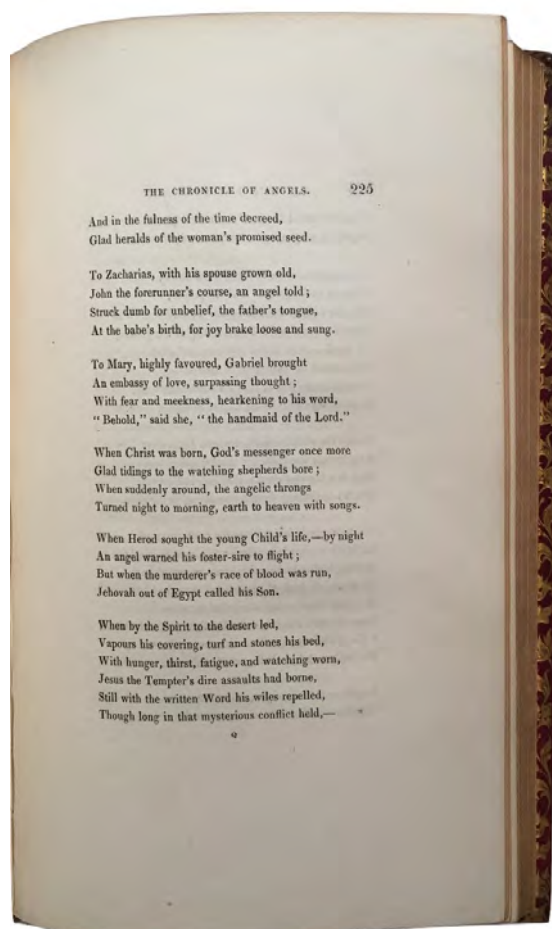 THE CHRONICLE OF ANGELS. 225
And in the fulness of the time decreed,
Glad heralds of the woman's promised seed.
To Zacharias, with his spouse grown old,
John the forerunner's course, an angel told ;
Struck dumb for unbelief, the father's tongue,
At the babe's birth, for joy brake loose and sung.
To Mary, highly favoured, Gabriel brought
An embassy of love, surpassing thought ;
With fear and meekness, hearkening to his word,
" Behold," said she, " the handmaid of the Lord."
When Christ was born, God's messenger once more
Glad tidings to the watching shepherds bore ;
When suddenly around, the angelic throngs
Turned night to morning, earth to heaven with songs.
When Herod sought the young Child's life,—by night
An angel warned his foster-sire to flight ;
But when the murderer's race of blood was run,
Jehovah out of Egypt called his Son.
When by the Spirit to the desert led,
Vapours his covering, turf and stones his bed,
With hunger, thirst, fatigue, and watching worn,
Jesus the Tempter's dire assaults had borne,
Still with the written Word his wiles repelled,
Though long in that mysterious conflict held,—
Q